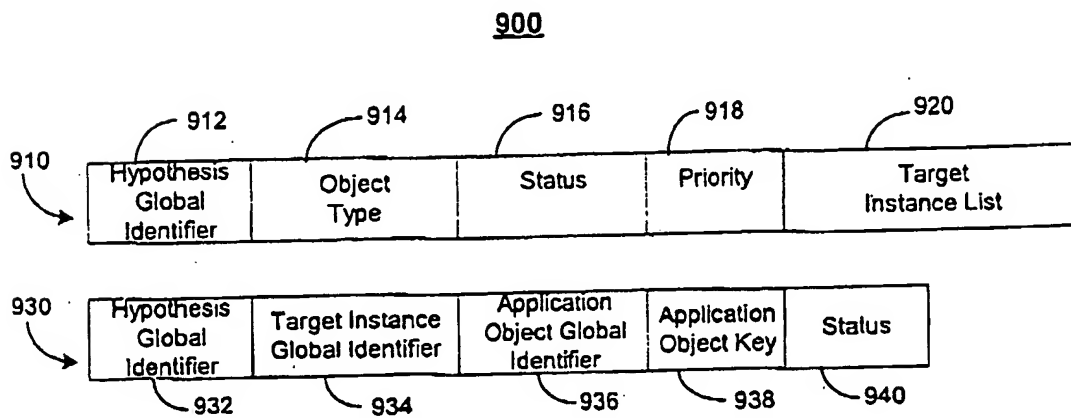 900
912
914
916
918
920
910
Hypothesis
Global
Identifier
Object
Type
Status
Priority
Target
Instance List
930
Hypothesis
Global
Identifier
Target Instance
Global Identifier
Application
Object Global
Identifier
Application
Object Key
Status
932
934
936
938
940